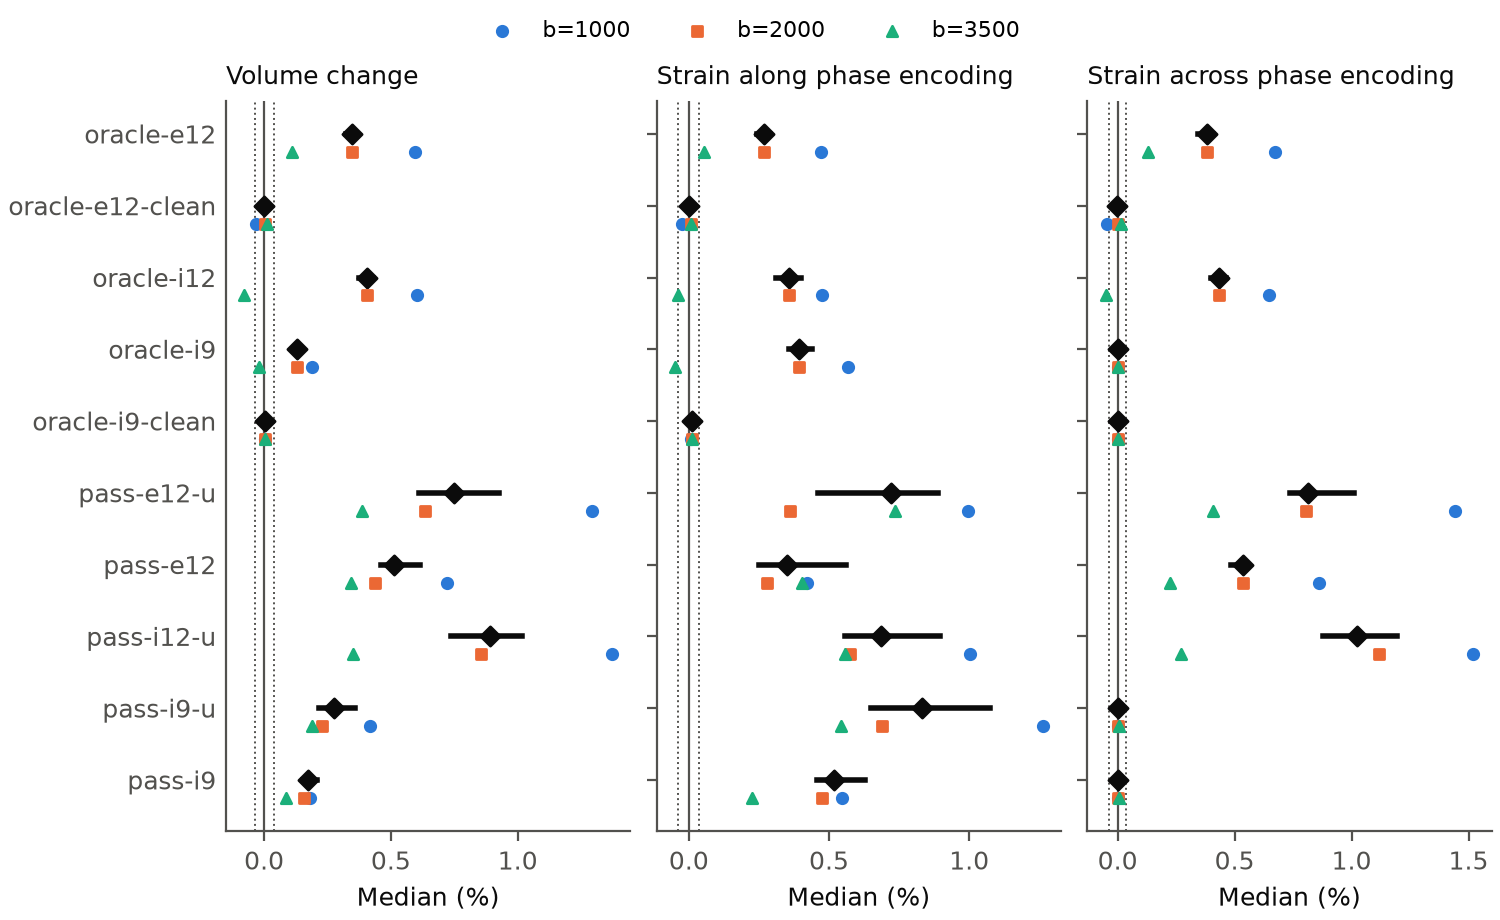 b=1000 b=2000 b=3500
Volume change
Strain along phase encoding
Strain across phase encoding
oracle-e12
oracle-e12-clean
oracle-i12
oracle-i9
oracle-i9-clean
pass-e12-u
pass-e12
pass-i12-u
pass-i9-u
pass-i9
0.0 0.5 1.0
0.0 0.5 1.0
0.0 0.5 1.0 1.5
Median (%)
Median (%)
Median (%)